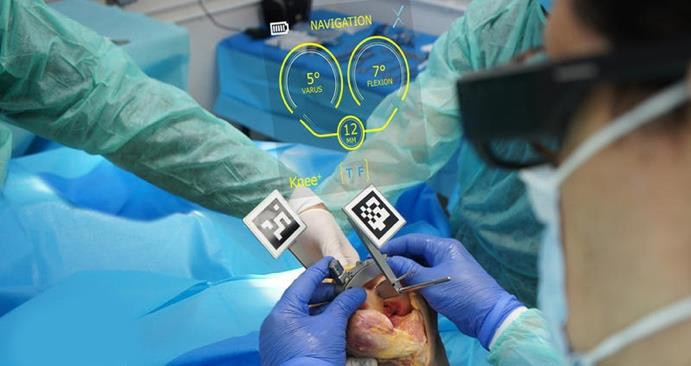 NAVIGATION
5°
VARUS
7°
FLEXION
12
MM
Knee+
T F